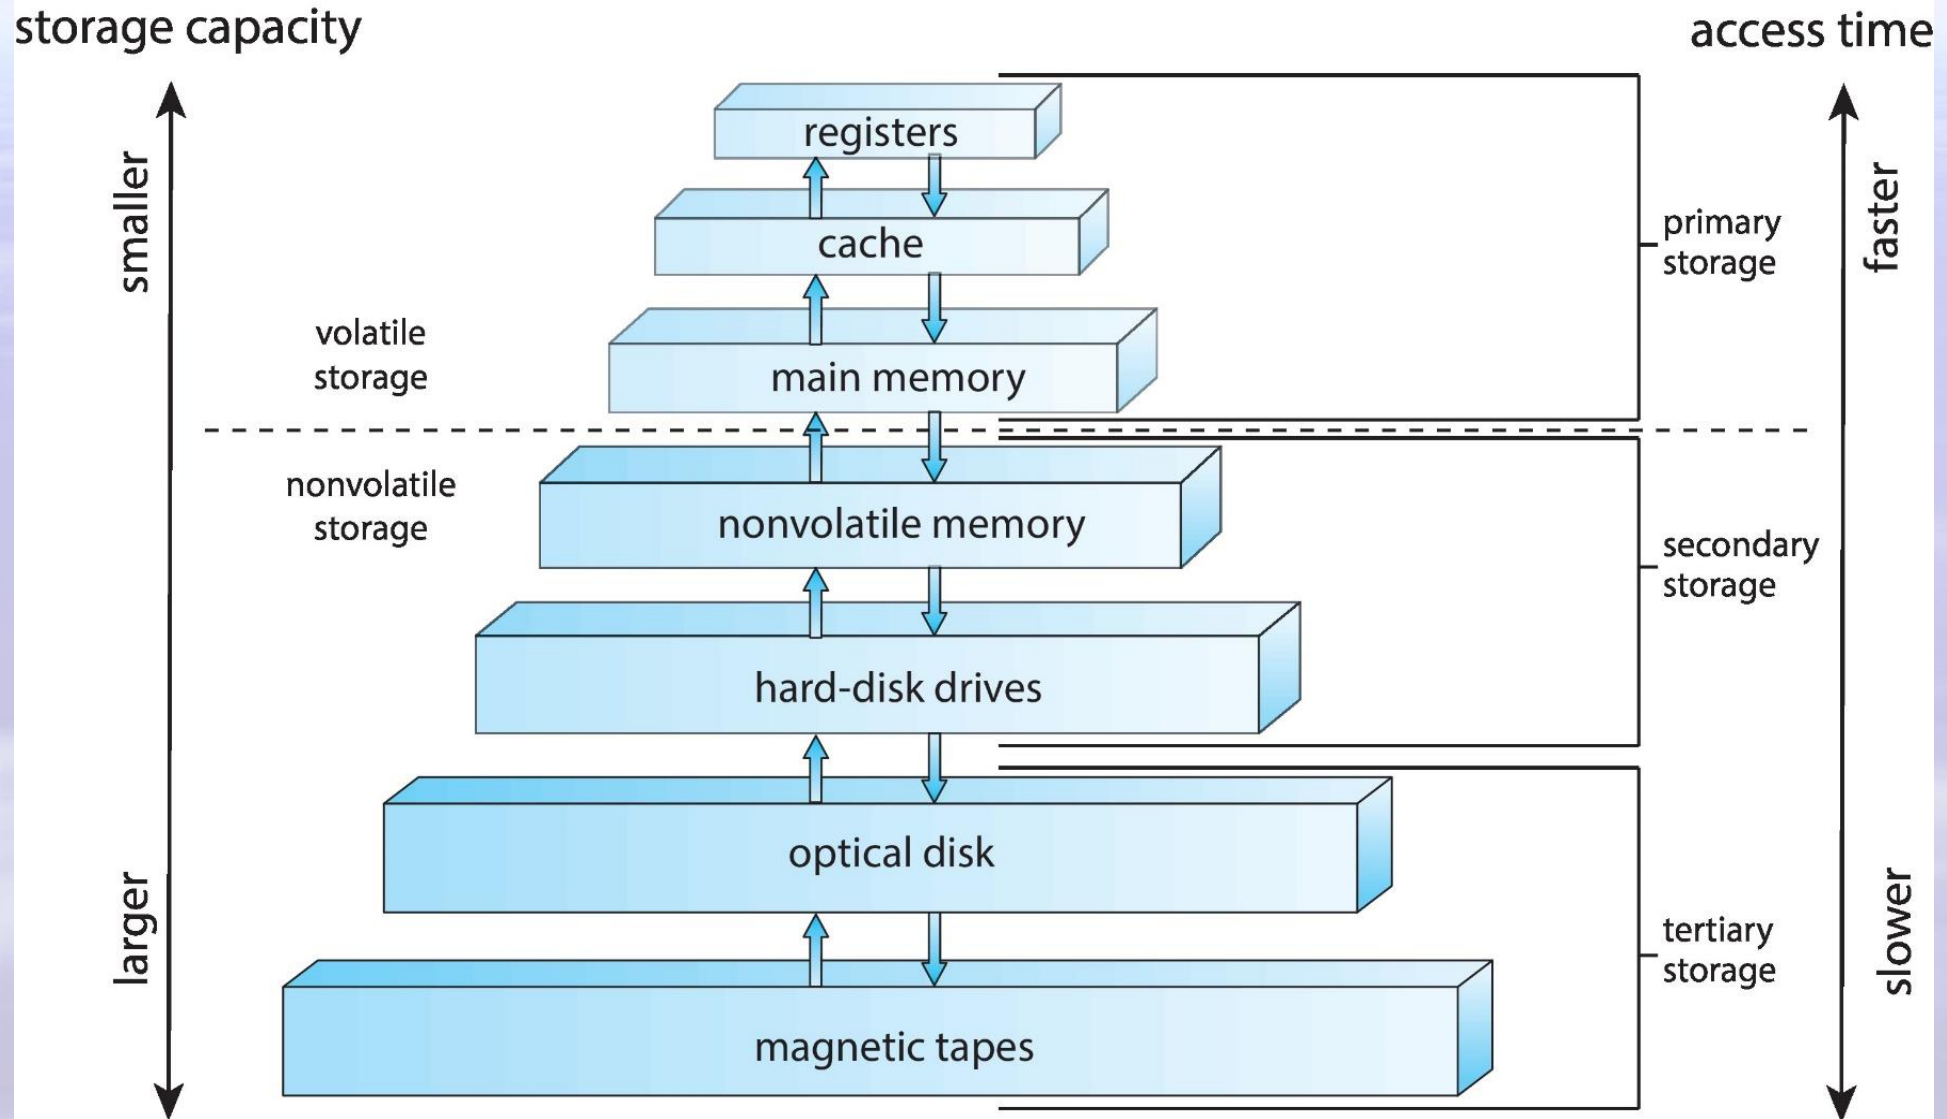 storage capacity
access time
smaller
larger
volatile
storage
nonvolatile
storage
registers
cache
main memory
nonvolatile memory
hard-disk drives
optical disk
magnetic tapes
primary
storage
secondary
storage
tertiary
storage
faster
slower